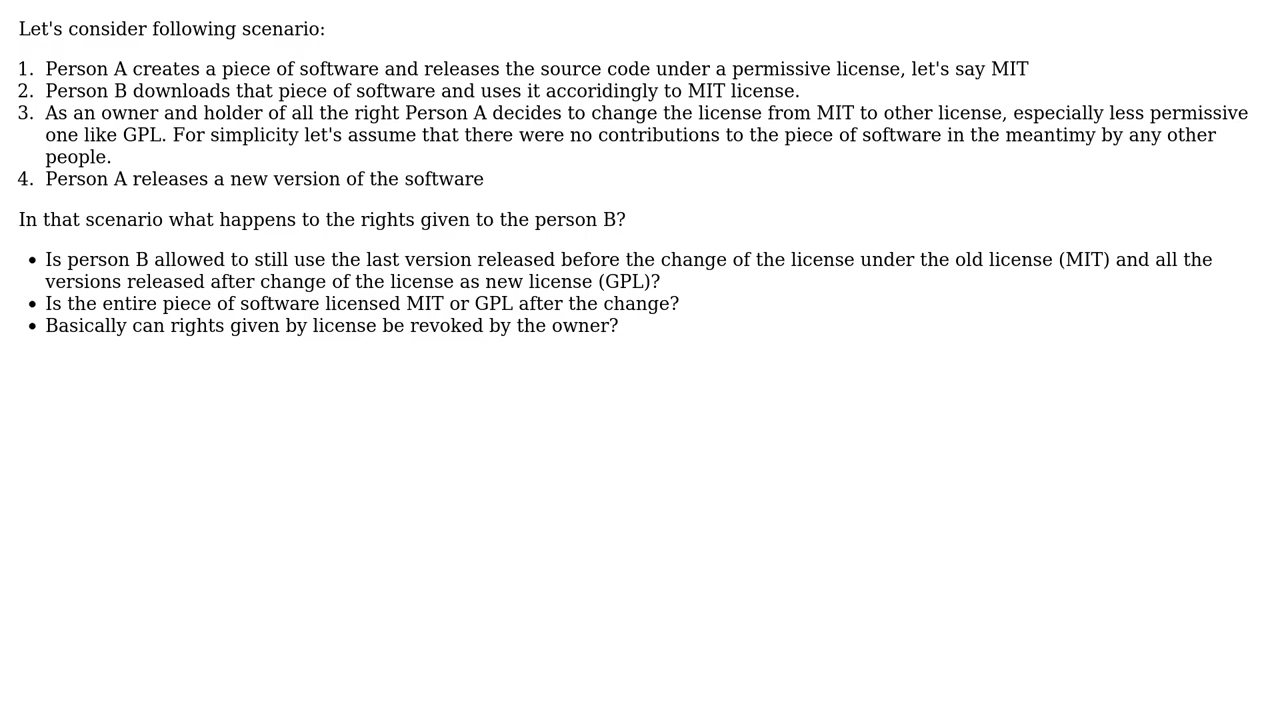 Let's consider following scenario:
1. Person A creates a piece of software and releases the source code under a permissive license, let's say MIT
2. Person B downloads that piece of software and uses it accoridingly to MIT license.
3. As an owner and holder of all the right Person A decides to change the license from MIT to other license, especially less permissive
one like GPL. For simplicity let's assume that there were no contributions to the piece of software in the meantimy by any other
people.
4. Person A releases a new version of the software
In that scenario what happens to the rights given to the person B?
• Is person B allowed to still use the last version released before the change of the license under the old license (MIT) and all the
versions released after change of the license as new license (GPL)?
• Is the entire piece of software licensed MIT or GPL after the change?
• Basically can rights given by license be revoked by the owner?